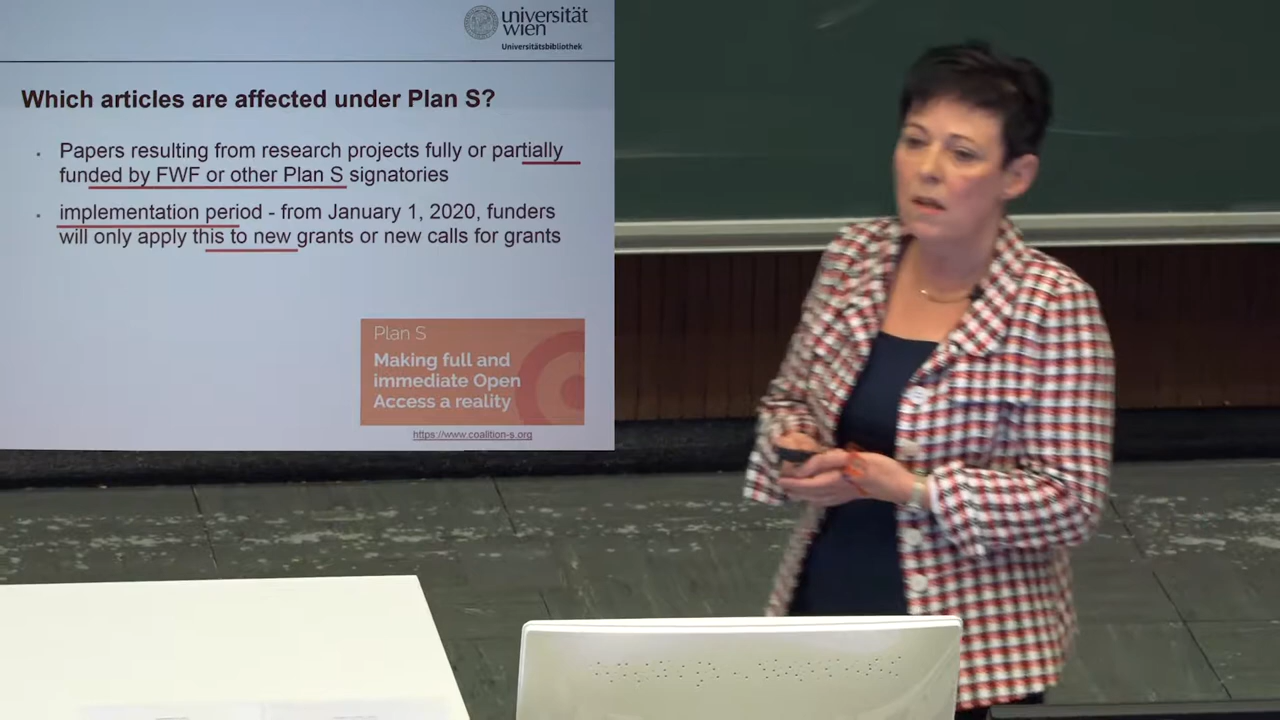 universität
wien
Universitätsbibliothek
Which articles are affected under Plan S?
Papers resulting from research projects fully or partially
funded by FWF or other Plan S signatories
implementation period - from January 1, 2020, funders
will only apply this to new grants or new calls for grants
Plan S
Making full and
immediate Open
Access a reality
https://www.coalition-s.org